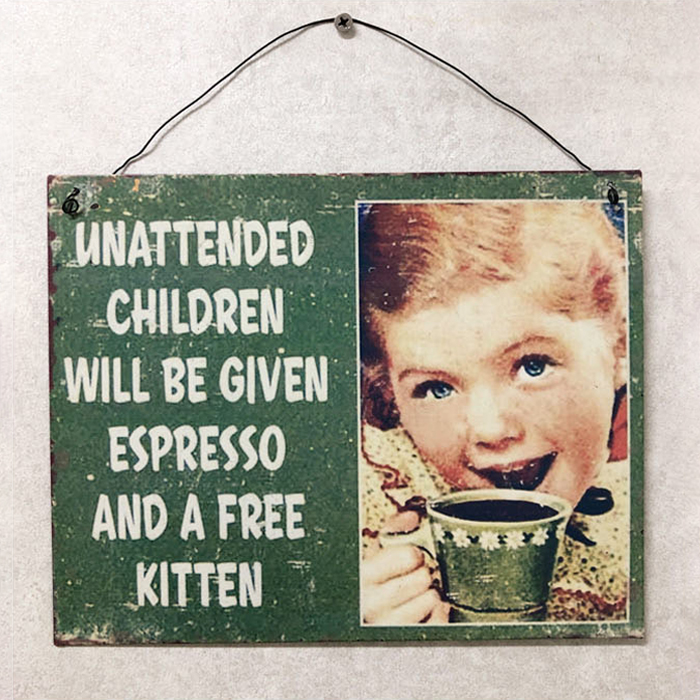 UNATTENDED
CHILDREN
WILL BE GIVEN
ESPRESSO
AND A FREE
KITTEN